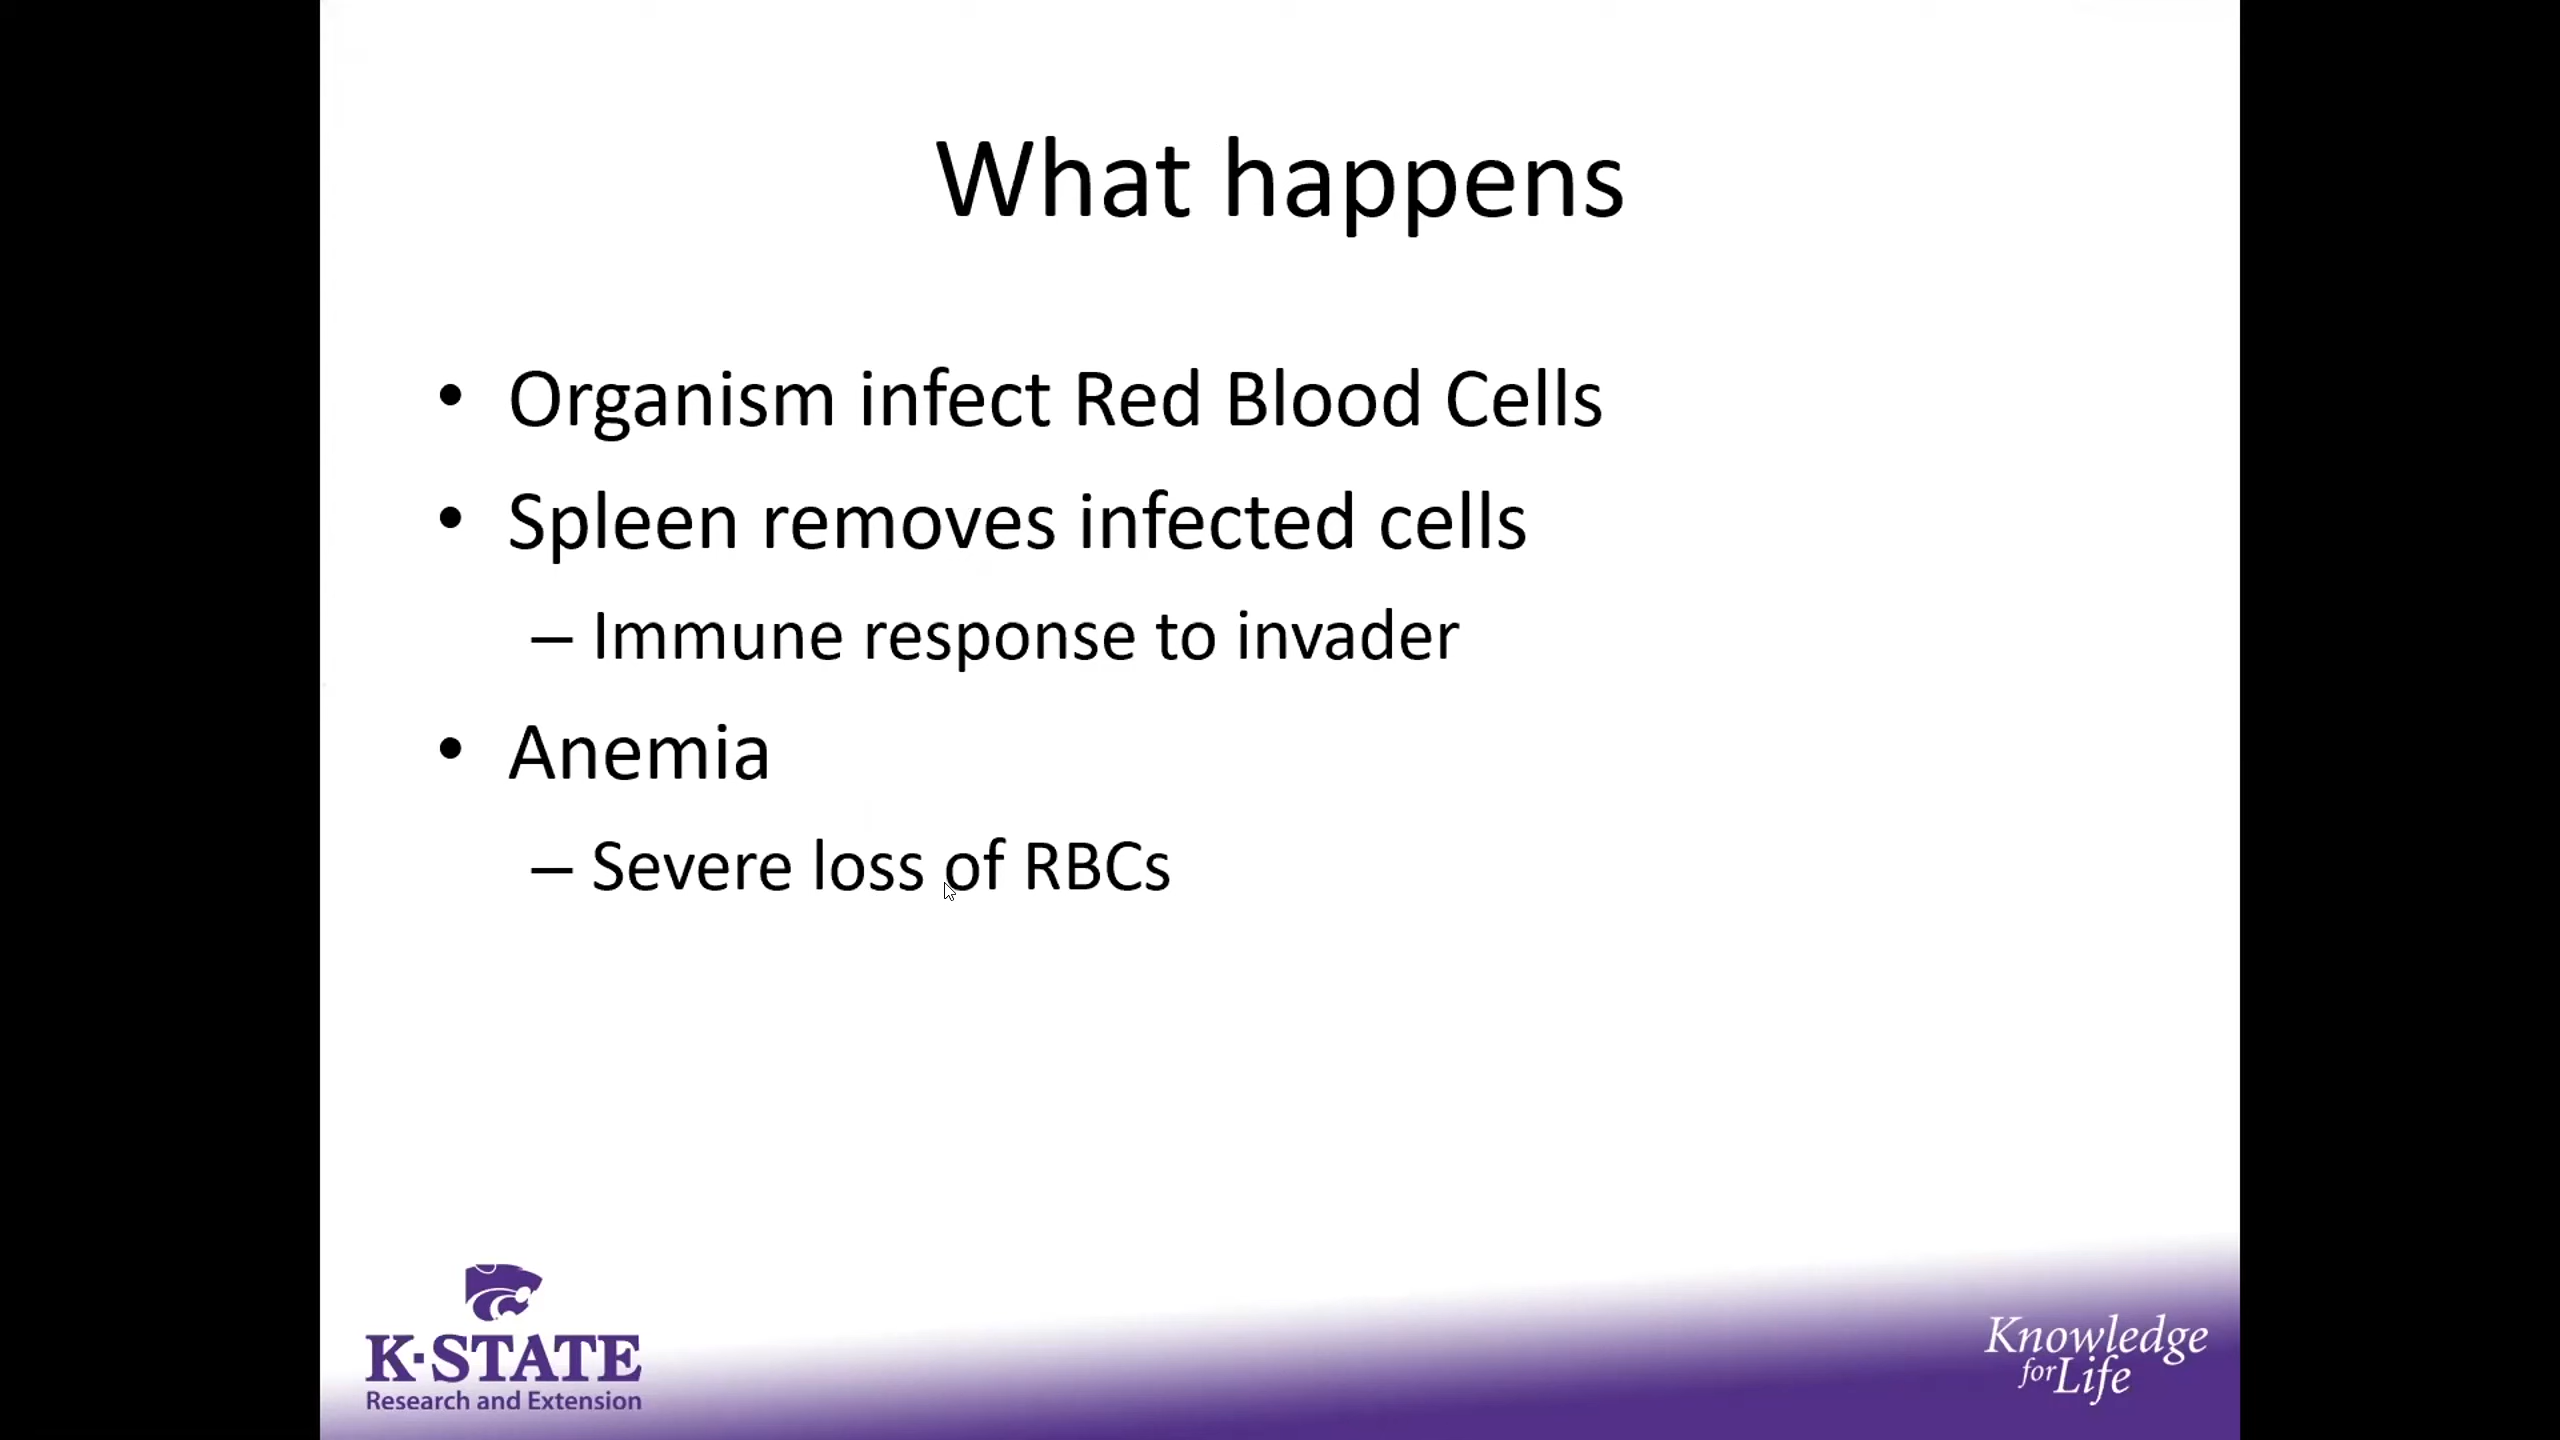 What happens
• Organism infect Red Blood Cells
• Spleen removes infected cells
– Immune response to invader
• Anemia
– Severe loss of RBCs
K-STATE
Research and Extension
Knowledge
for Life